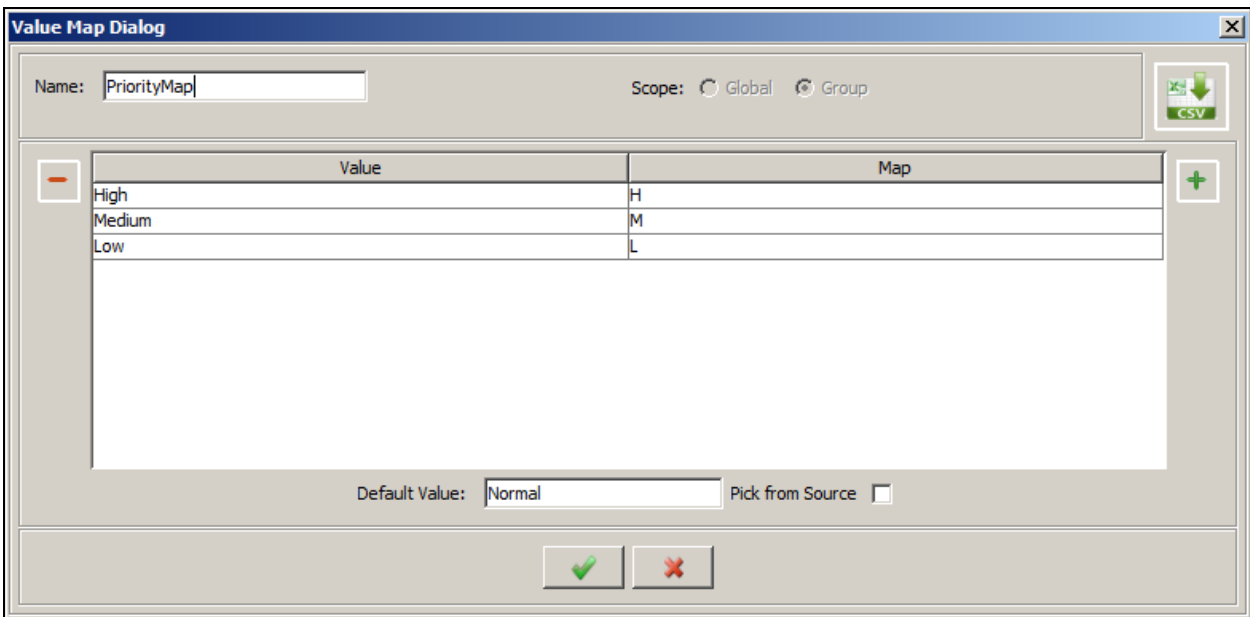 Value Map Dialog
Name: PriorityMap Scope: Global Group
CSV
Value Map
High H
Medium M
Low L
Default Value: Normal Pick from Source